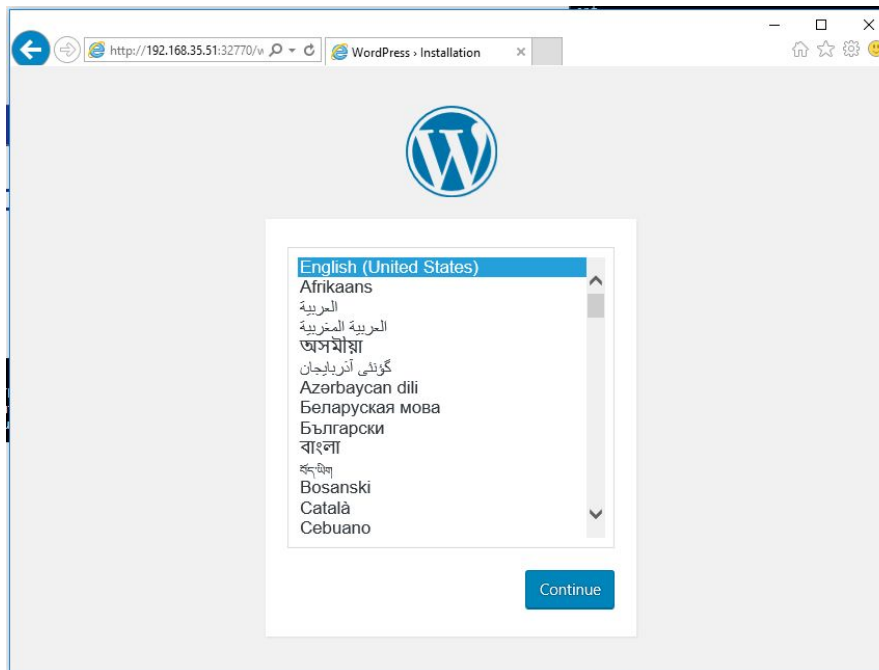 http://192.168.35.51:32770/w
WordPress › Installation
English (United States)
Afrikaans
العربية
العربية المغربية
অসমীয়া
گؤنئی آذربایجان
Azərbaycan dili
Беларуская мова
Български
বাংলা
བོད་ཡིག
Bosanski
Català
Cebuano
Continue